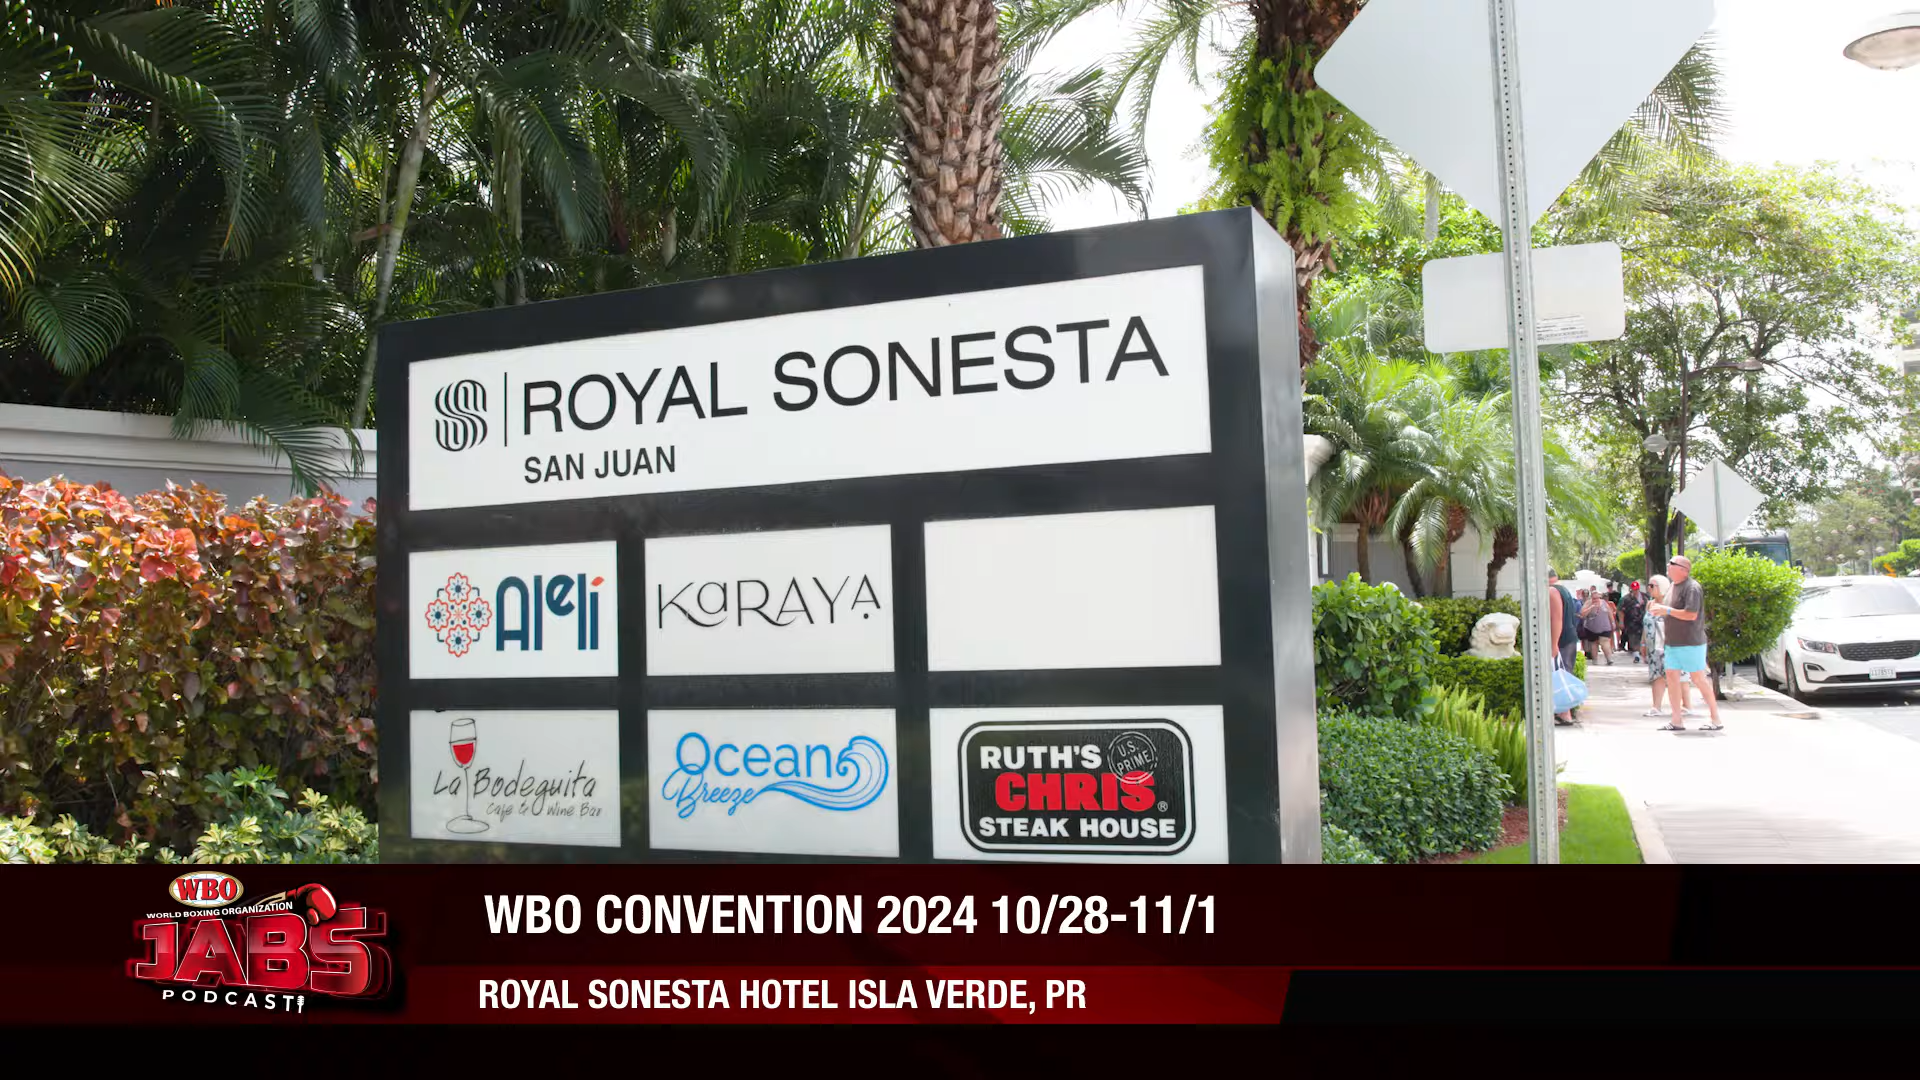 ROYAL SONESTA
SAN JUAN
Alelí
KaRAYA
La Bodeguita
Cafe & Wine Bar
Ocean
Breeze
RUTH'S
U.S. PRIME
CHRIS®
STEAK HOUSE
WBO
WORLD BOXING ORGANIZATION
JABS
PODCAST
WBO CONVENTION 2024 10/28-11/1
ROYAL SONESTA HOTEL ISLA VERDE, PR